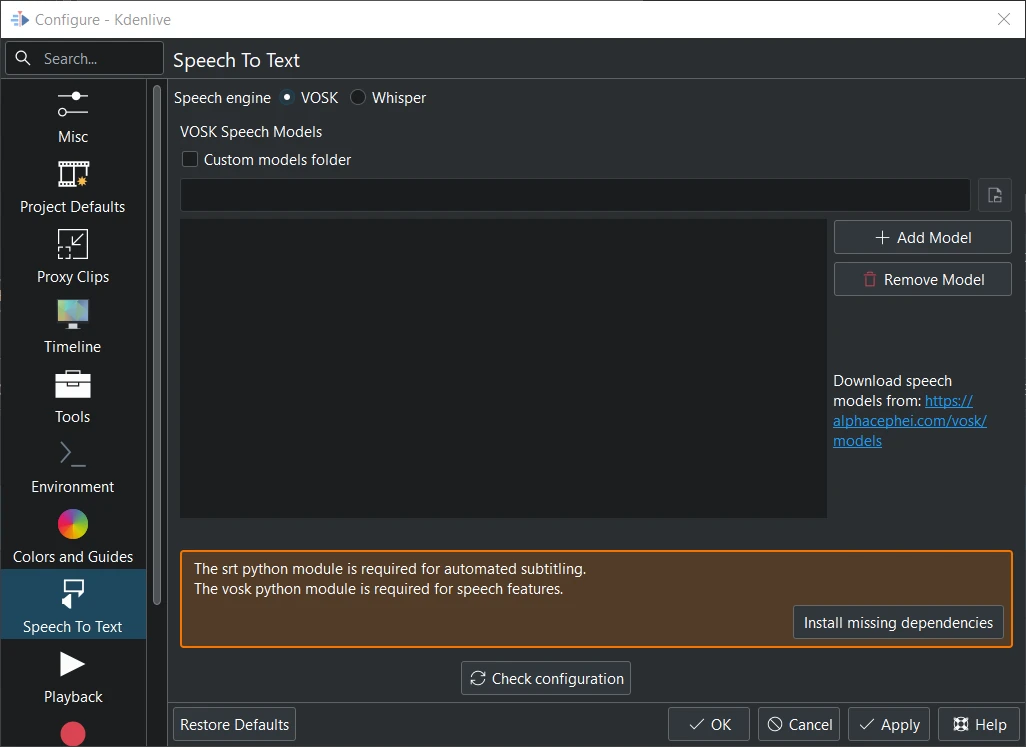 Configure - Kdenlive
Search...
Speech To Text
Misc
Project Defaults
Proxy Clips
Timeline
Tools
Environment
Colors and Guides
Speech To Text
Playback
Speech engine VOSK Whisper
VOSK Speech Models
Custom models folder
Add Model
Remove Model
Download speech
models from: https://
alphacephei.com/vosk/
models
The srt python module is required for automated subtitling.
The vosk python module is required for speech features.
Install missing dependencies
Check configuration
Restore Defaults
OK
Cancel
Apply
Help